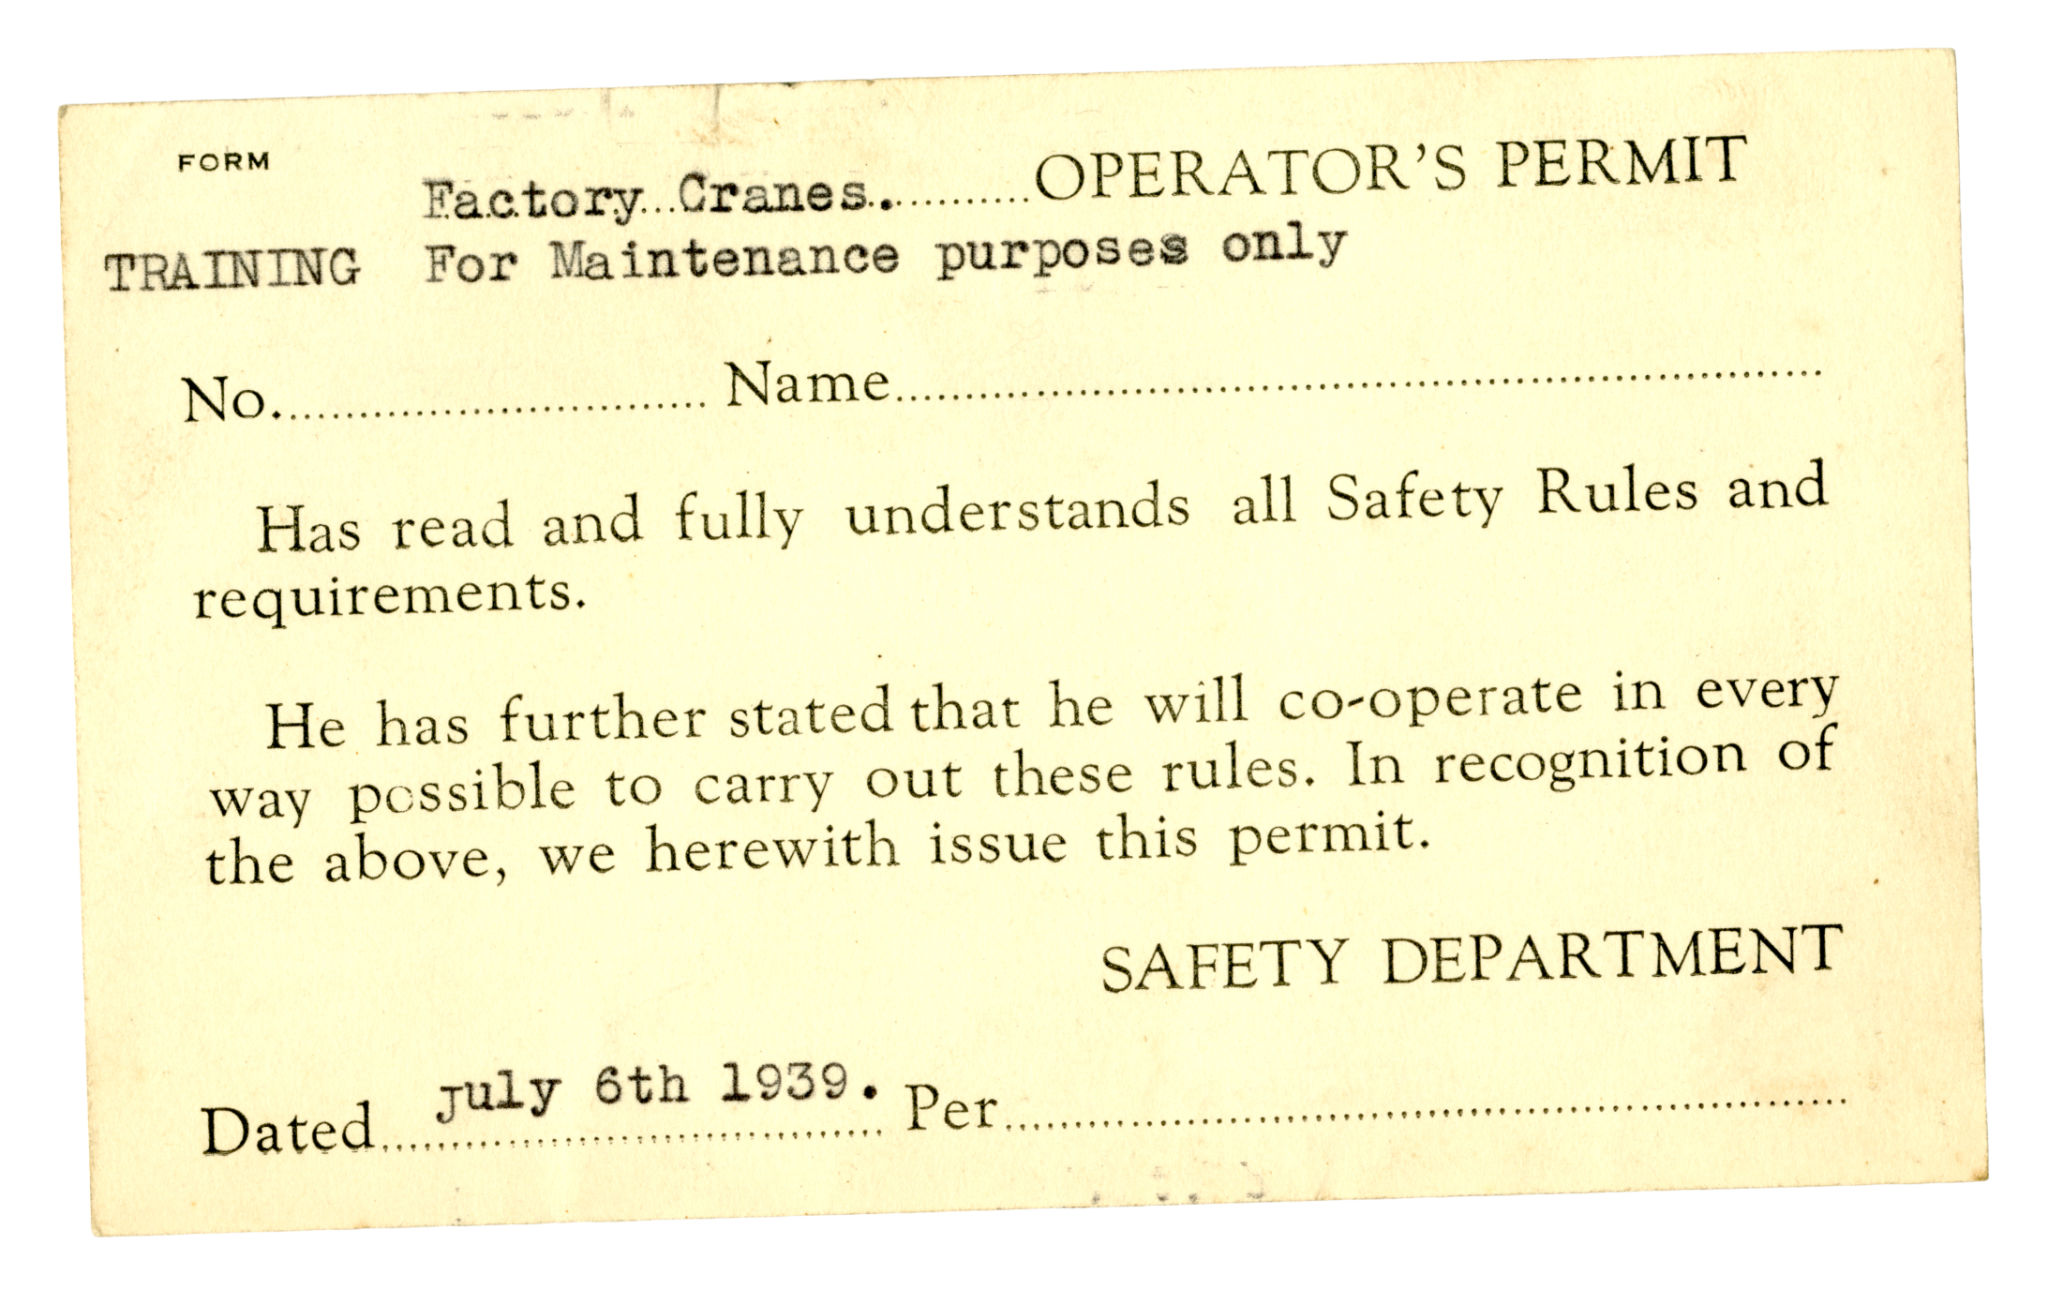 FORM
Factory Cranes. OPERATOR'S PERMIT
TRAINING For Maintenance purposes only
No. Name
Has read and fully understands all Safety Rules and
requirements.
He has further stated that he will co-operate in every
way possible to carry out these rules. In recognition of
the above, we herewith issue this permit.
SAFETY DEPARTMENT
Dated July 6th 1939. Per